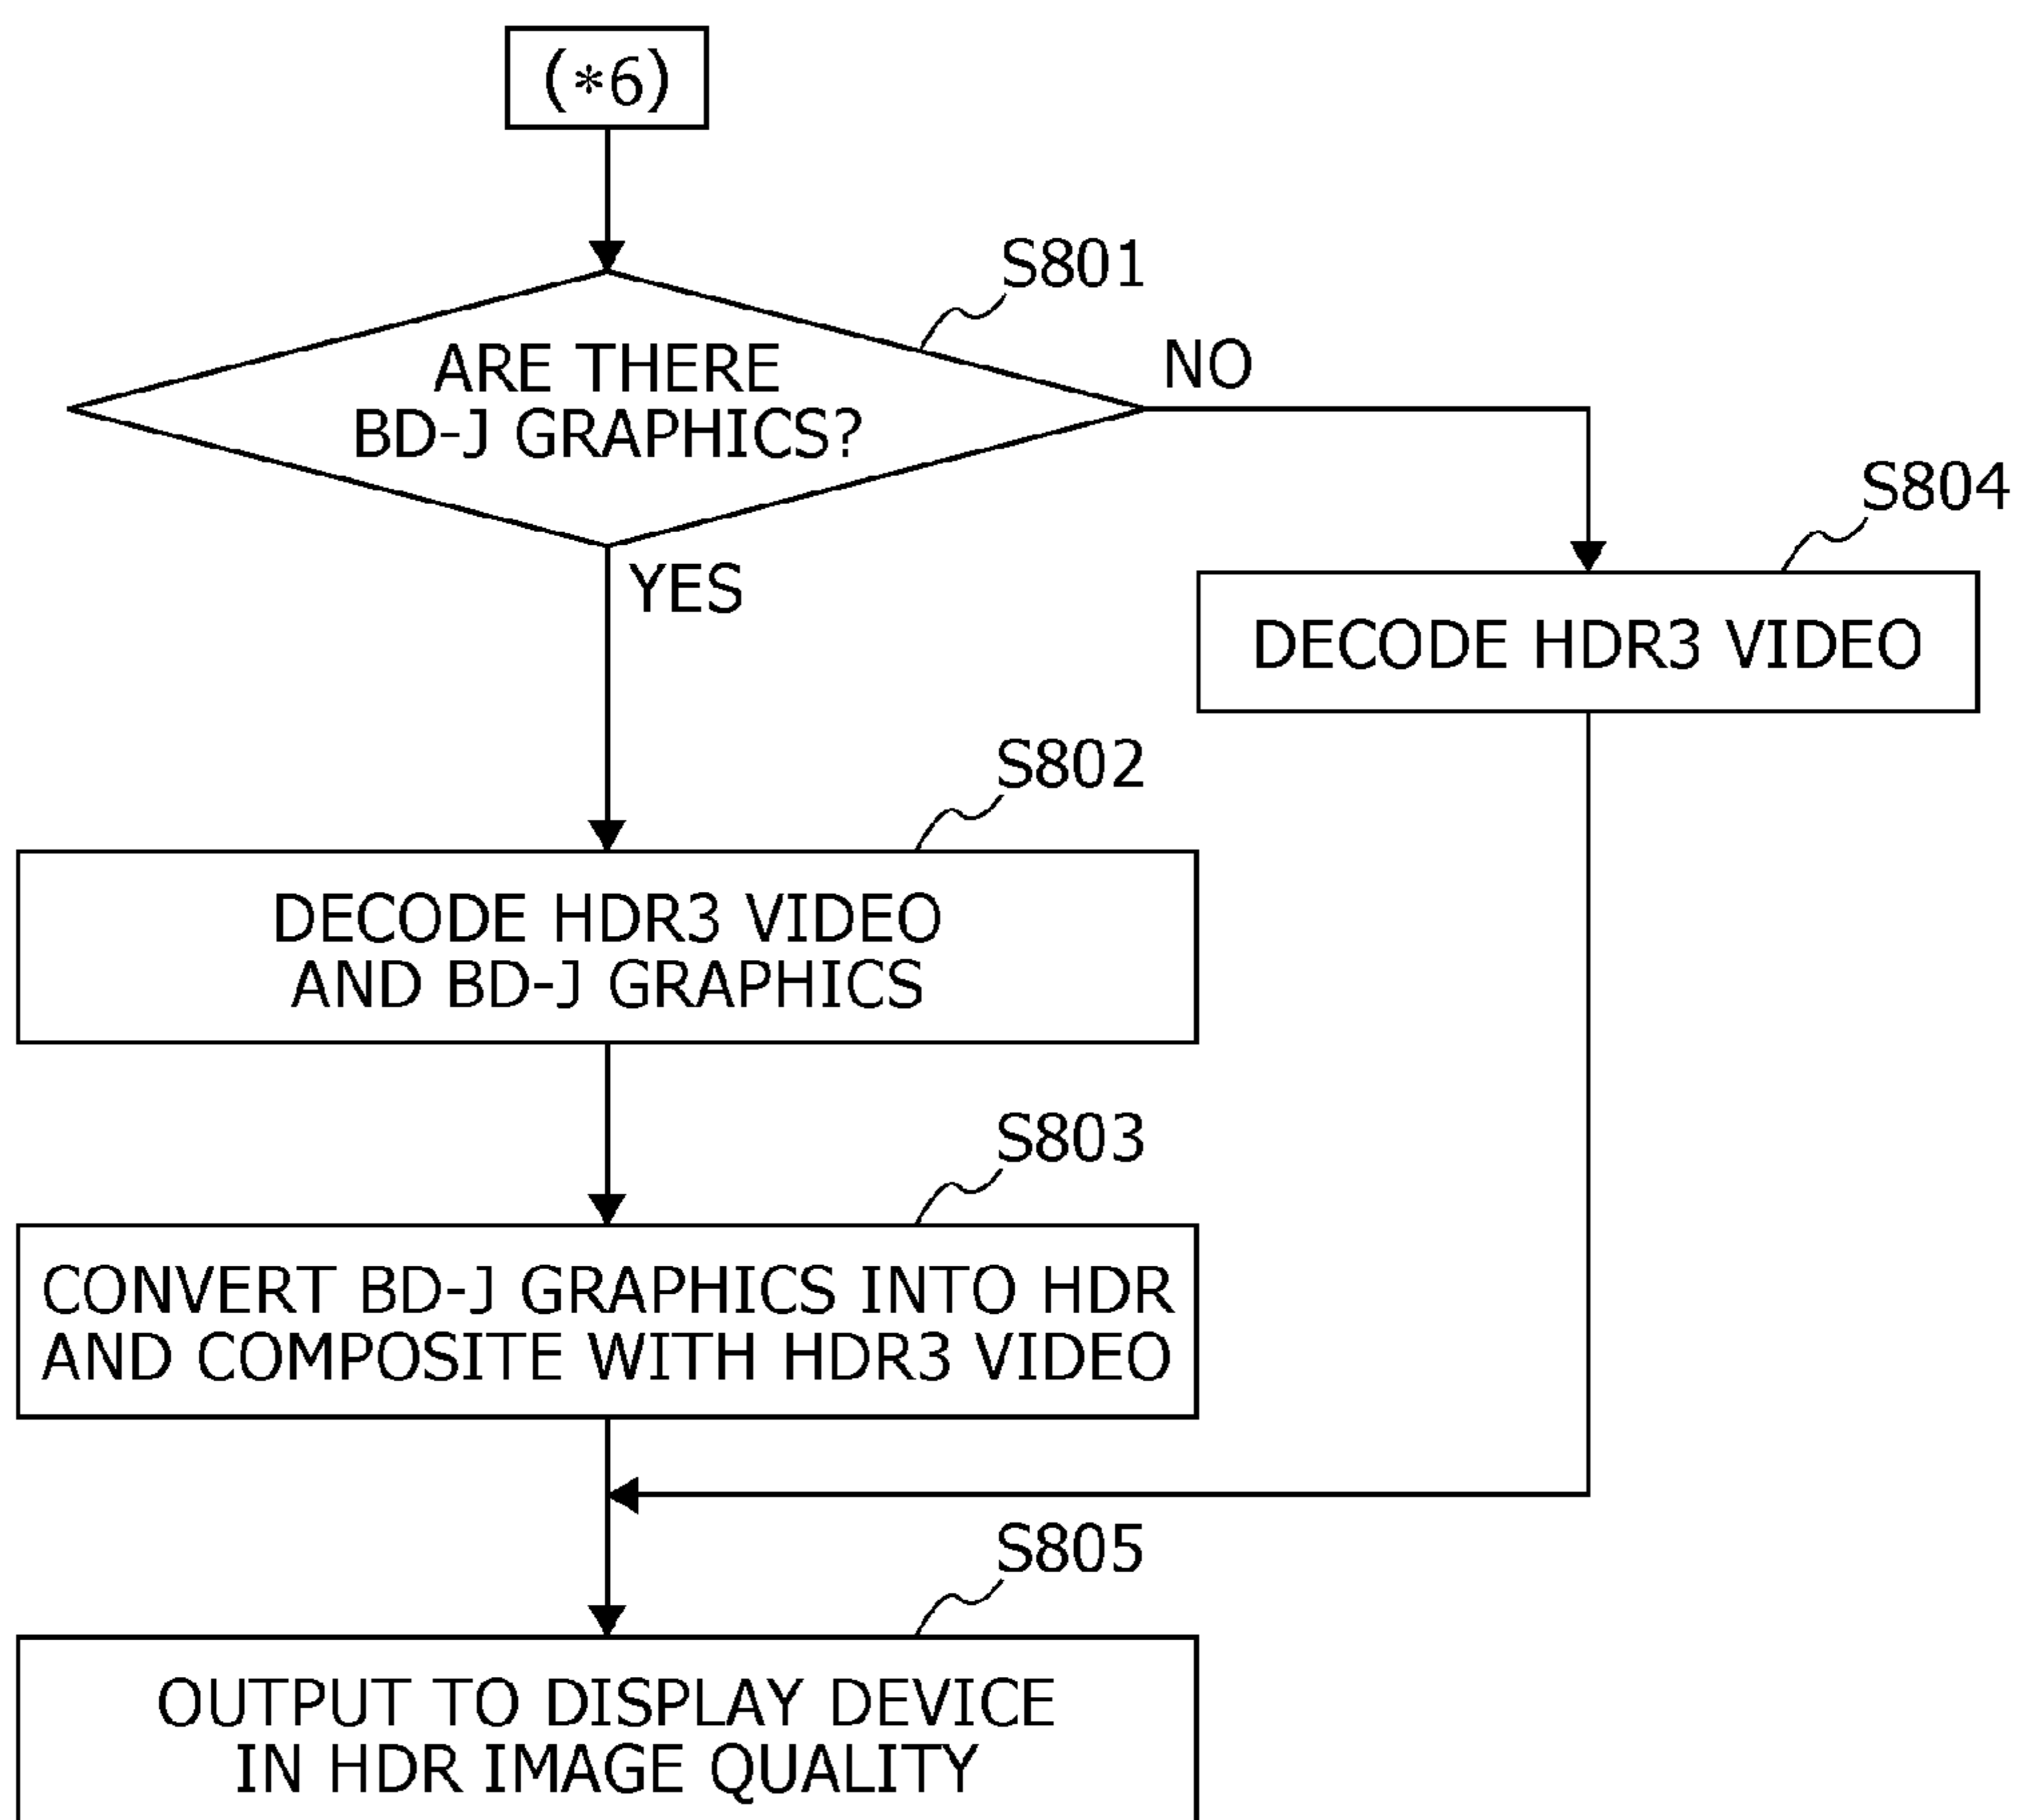 (*6)
S801
ARE THERE
BD-J GRAPHICS?
NO
YES
S804
DECODE HDR3 VIDEO
S802
DECODE HDR3 VIDEO
AND BD-J GRAPHICS
S803
CONVERT BD-J GRAPHICS INTO HDR
AND COMPOSITE WITH HDR3 VIDEO
S805
OUTPUT TO DISPLAY DEVICE
IN HDR IMAGE QUALITY